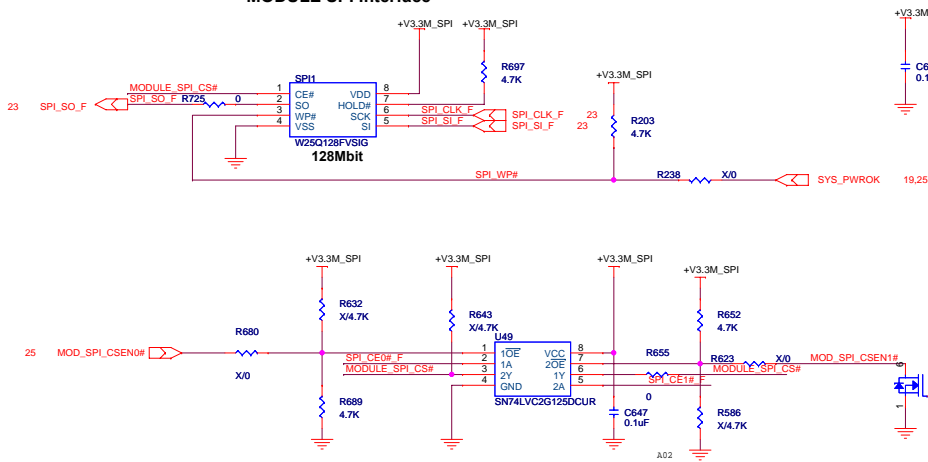 MODULE SPI Interface
+V3.3M_SPI +V3.3M_SPI
+V3.3M
R697
4.7K
+V3.3M_SPI
0.1
SPI1
MODULE_SPI_CS#
1 CE# VDD 8
23 SPI_SO_F SPI_SO_F R725 0 2 SO HOLD# 7
3 WP# SCK 6 SPI_CLK_F SPI_CLK_F 23
4 VSS SI 5 SPI_SI_F SPI_SI_F 23
W25Q128FVSIG
128Mbit
R203
4.7K
SPI_WP#
R238 X/0 SYS_PWROK 19,25
+V3.3M_SPI +V3.3M_SPI +V3.3M_SPI +V3.3M_SPI
R632
X/4.7K
R643
X/4.7K
R652
4.7K
R680
X/0
25 MOD_SPI_CSEN0#
U49
1 1OE VCC 8
SPI_CE0#_F 2 1A 2OE 7
MODULE_SPI_CS# 3 2Y 1Y 6
4 GND 2A 5
SN74LVC2G125DCUR
R655
0
R623 X/0 MOD_SPI_CSEN1#
MODULE_SPI_CS#
SPI_CE1#_F
6
1
R689
4.7K
C647
0.1uF
R586
X/4.7K
A02